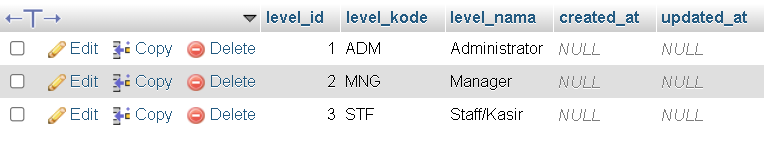 level_id level_kode level_nama created_at updated_at
Edit Copy Delete 1 ADM Administrator NULL NULL
Edit Copy Delete 2 MNG Manager NULL NULL
Edit Copy Delete 3 STF Staff/Kasir NULL NULL